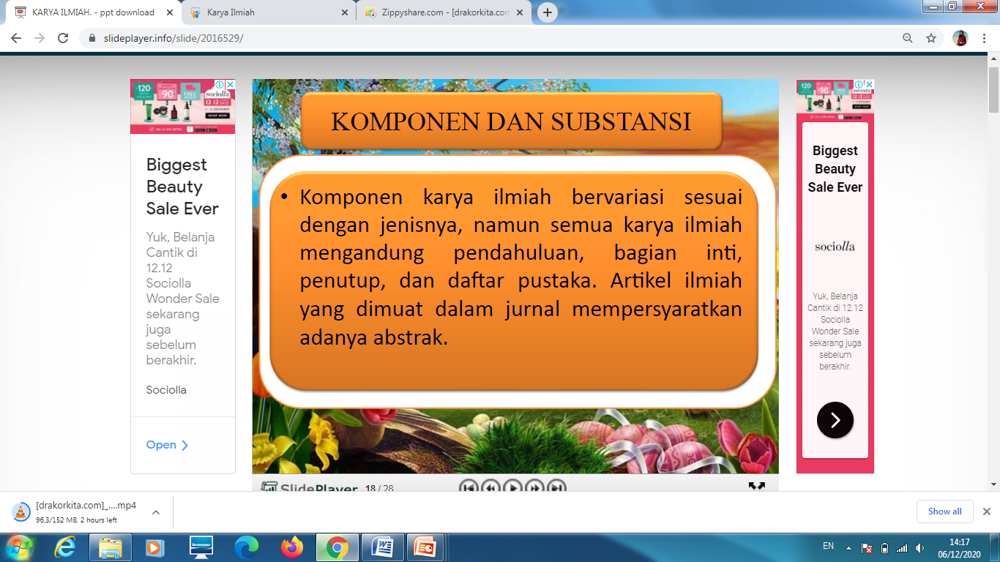 KARYA ILMIAH. - ppt download
Karya Ilmiah
Zippyshare.com - [drakorkita.com
slideplayer.info/slide/2016529/
Biggest
Beauty
Sale Ever
Yuk, Belanja
Cantik di
12.12
Sociolla
Wonder Sale
sekarang
juga
sebelum
berakhir.
Sociolla
Open
KOMPONEN DAN SUBSTANSI
• Komponen karya ilmiah bervariasi sesuai
dengan jenisnya, namun semua karya ilmiah
mengandung pendahuluan, bagian inti,
penutup, dan daftar pustaka. Artikel ilmiah
yang dimuat dalam jurnal mempersyaratkan
adanya abstrak.
SlidePlayer 18 / 28
Biggest
Beauty
Sale Ever
sociolla
Yuk, Belanja
Cantik di 12.12
Sociolla
Wonder Sale
sekarang juga
sebelum
berakhir.
[drakorkita.com]_....mp4
96.3/152 MB, 2 hours left
Show all
lenovo
EN
14:17
06/12/2020